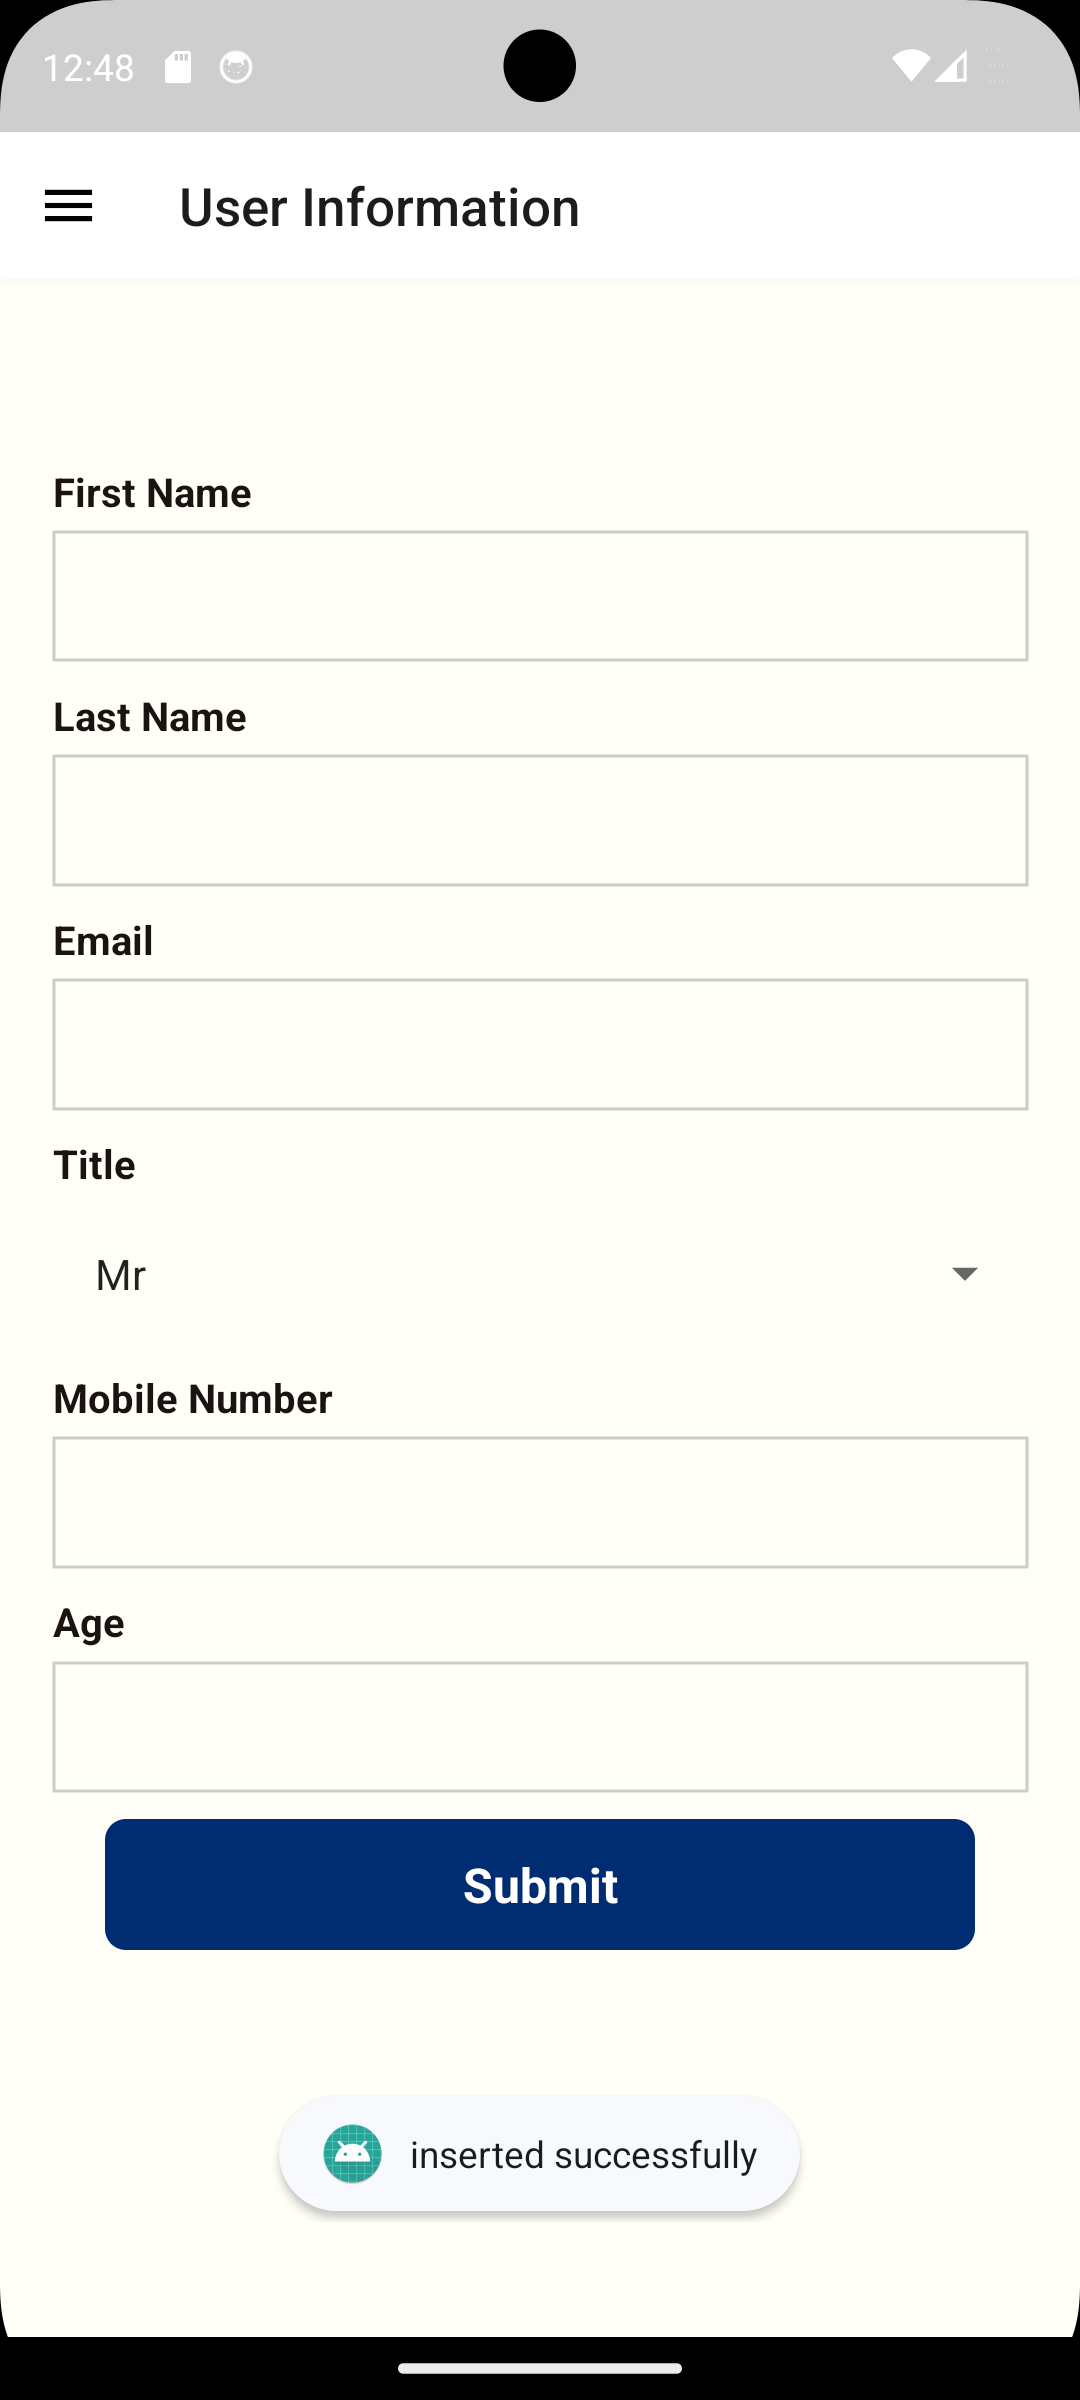 12:48
User Information
First Name
Last Name
Email
Title
Mr
Mobile Number
Age
Submit
inserted successfully